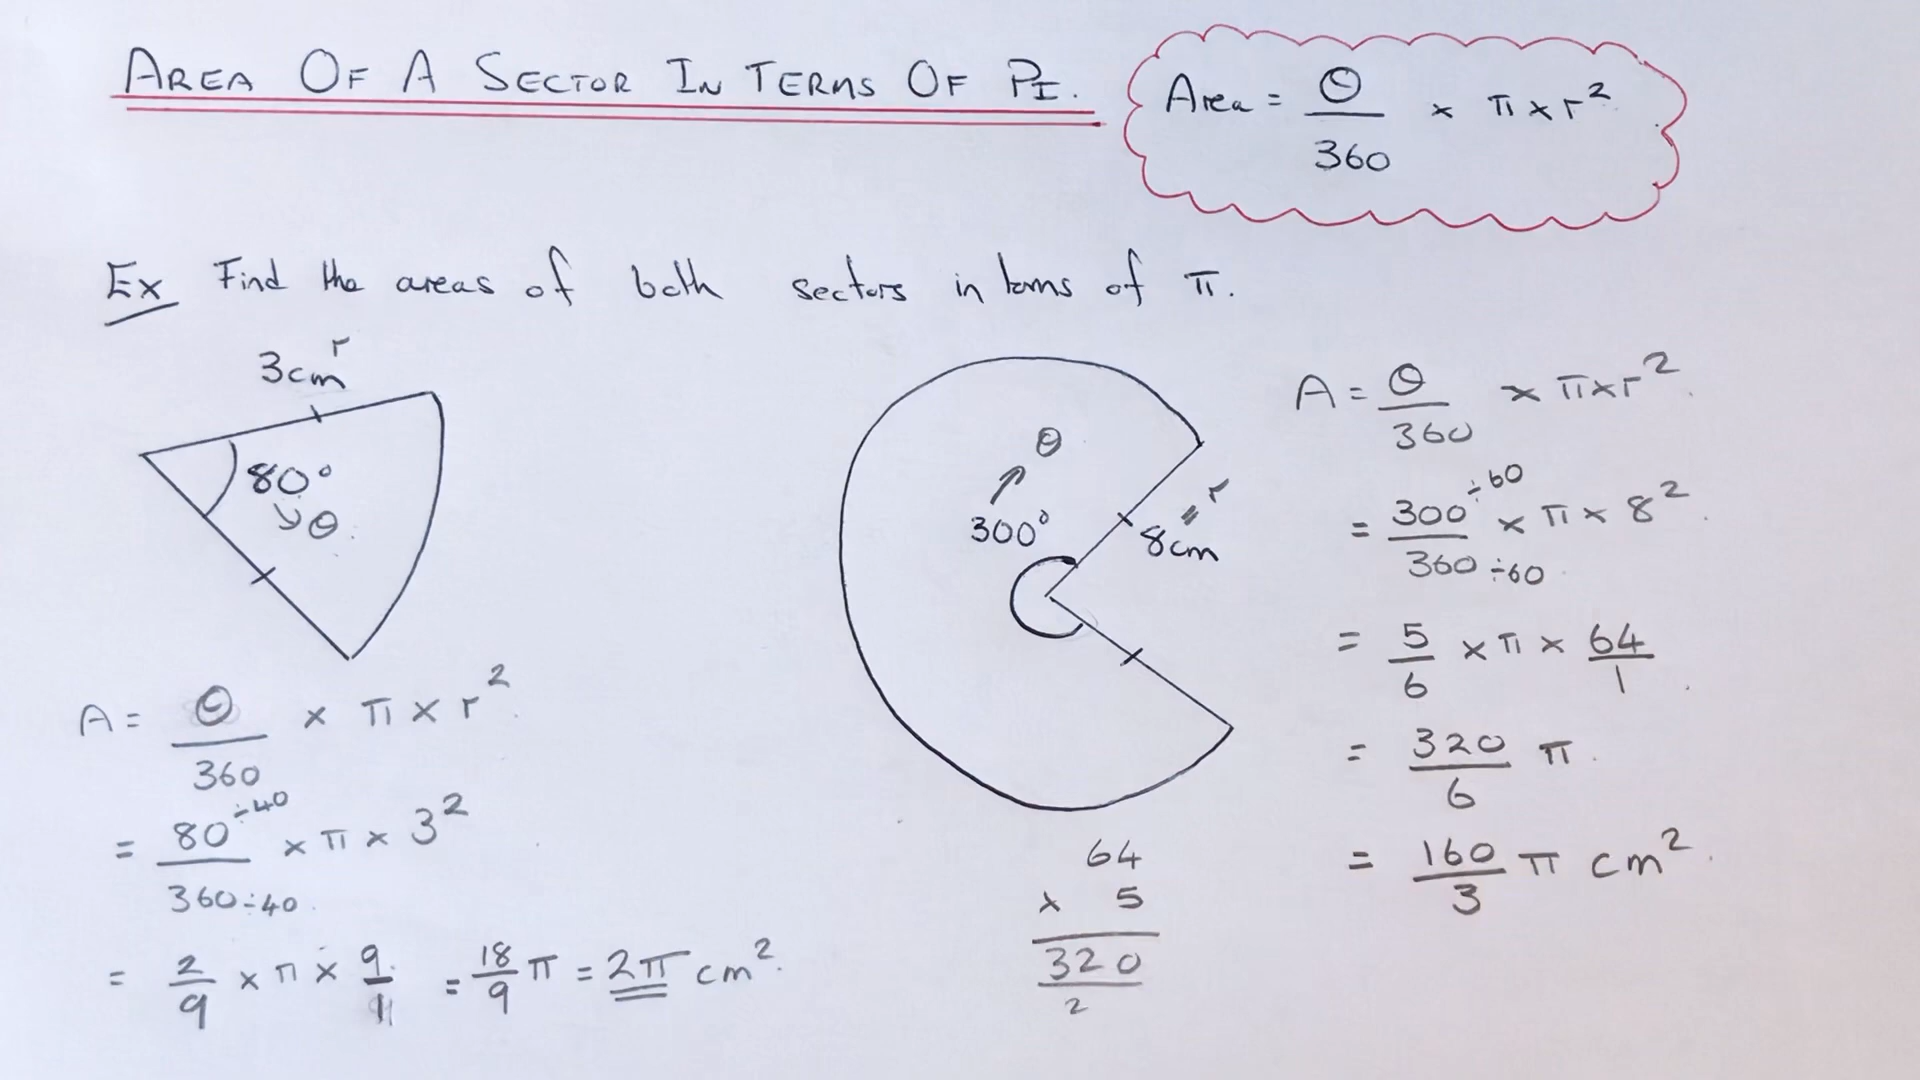 AREA OF A SECTOR IN TERMS OF PI.
Area = θ/360 × π × r²
Ex Find the areas of both sectors in terms of π.
3cm r
80°
θ
A = θ/360 × π × r²
= 80 ÷40 / 360 ÷40 × π × 3²
= 2/9 × π × 9/1 = 18/9 π = 2π cm²
θ
300°
r
8cm
64
× 5
320
2
A = θ/360 × π × r²
= 300 ÷60 / 360 ÷60 × π × 8²
= 5/6 × π × 64/1
= 320/6 π
= 160/3 π cm²